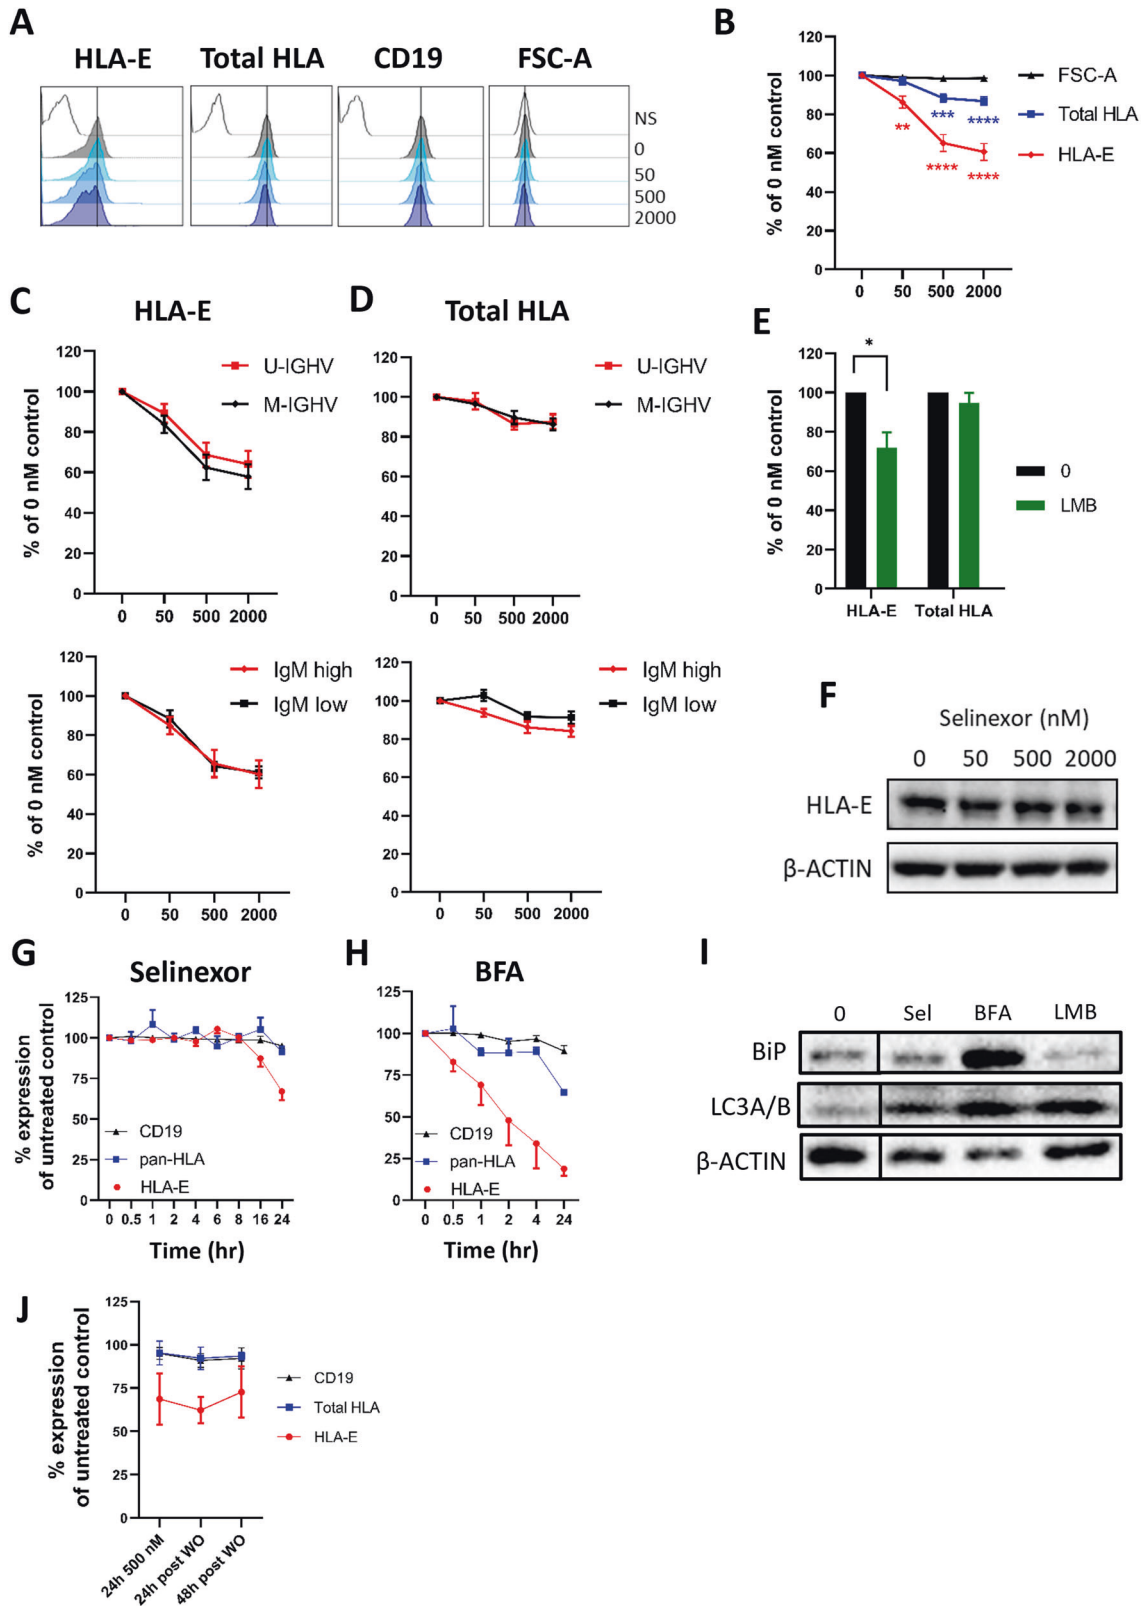 A
HLA-E
Total HLA
CD19
FSC-A
NS
0
50
500
2000
B
% of 0 nM control
120
100
80
60
40
20
0
0 50 500 2000
**
***
****
****
****
FSC-A
Total HLA
HLA-E
C
HLA-E
% of 0 nM control
120
100
80
60
40
20
0
0 50 500 2000
U-IGHV
M-IGHV
% of 0 nM control
120
100
80
60
40
20
0
0 50 500 2000
IgM high
IgM low
D
Total HLA
120
100
80
60
40
20
0
0 50 500 2000
U-IGHV
M-IGHV
120
100
80
60
40
20
0
0 50 500 2000
IgM high
IgM low
E
% of 0 nM control
120
100
80
60
40
20
0
*
HLA-E Total HLA
0
LMB
F
Selinexor (nM)
0 50 500 2000
HLA-E
β-ACTIN
G
Selinexor
% expression
of untreated control
125
100
75
50
25
0
CD19
pan-HLA
HLA-E
0 0.5 1 2 4 6 8 16 24
Time (hr)
H
BFA
125
100
75
50
25
0
CD19
pan-HLA
HLA-E
0 0.5 1 2 4 24
Time (hr)
I
0 Sel BFA LMB
BiP
LC3A/B
β-ACTIN
J
% expression
of untreated control
125
100
75
50
25
0
24h 500 nM
24h post WO
48h post WO
CD19
Total HLA
HLA-E